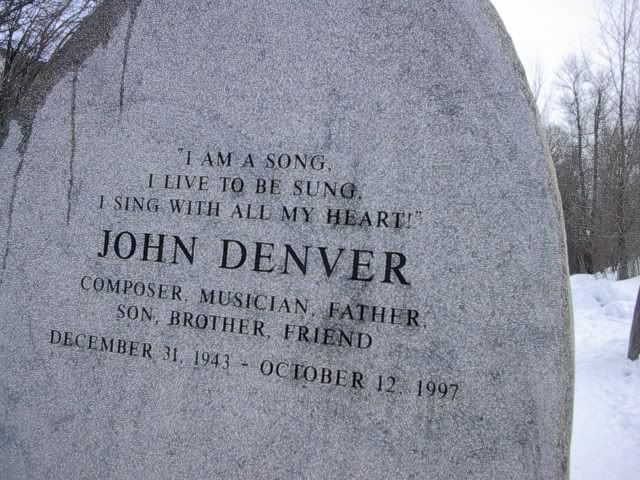 "I AM A SONG,
I LIVE TO BE SUNG,
I SING WITH ALL MY HEART!"
JOHN DENVER
COMPOSER, MUSICIAN, FATHER,
SON, BROTHER, FRIEND
DECEMBER 31, 1943 - OCTOBER 12, 1997